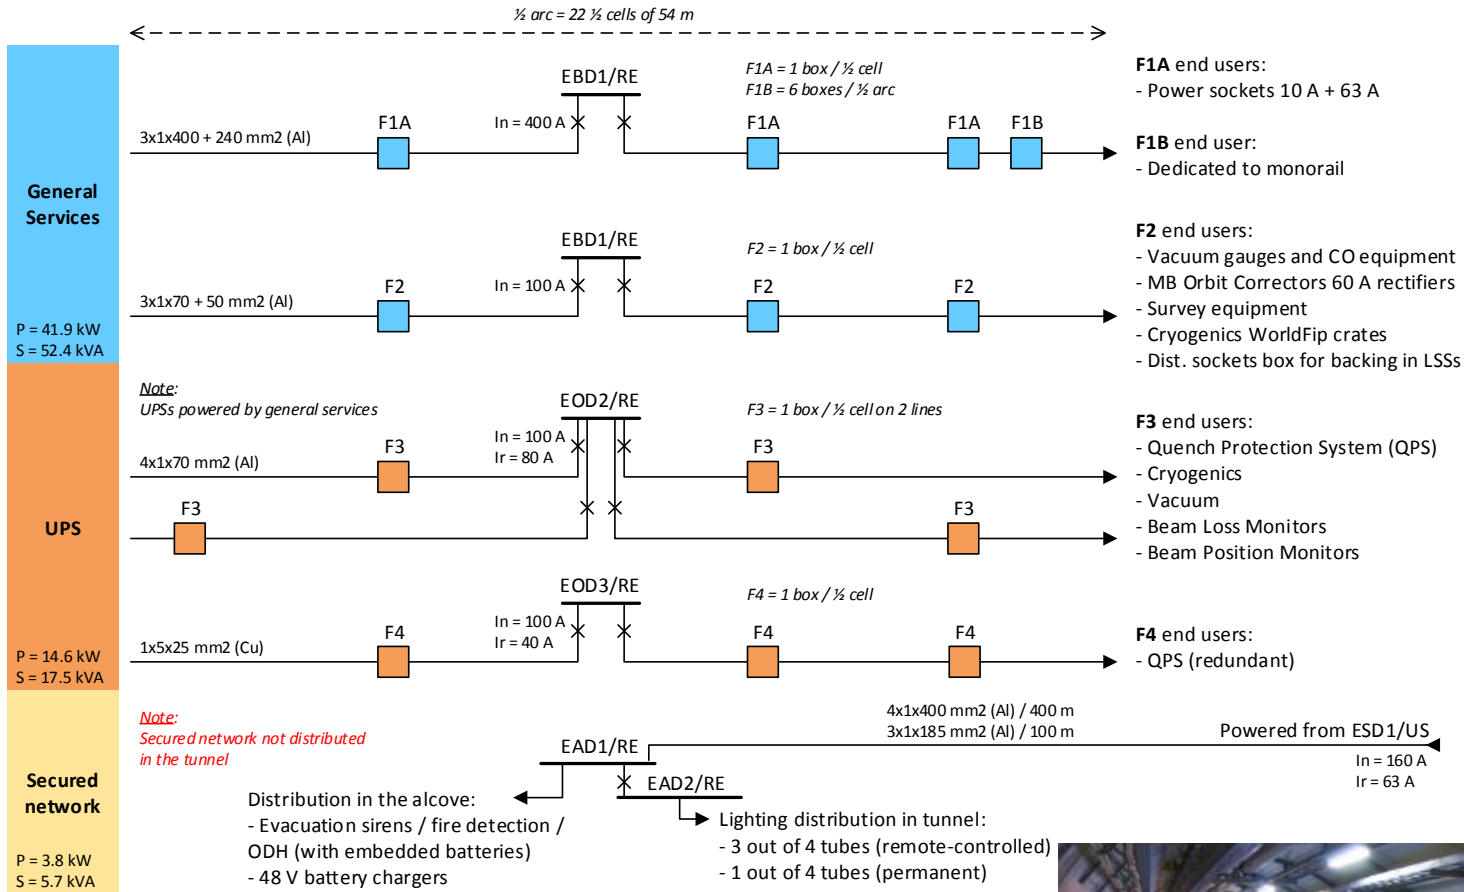 ½ arc = 22 ½ cells of 54 m
General
Services
P = 41.9 kW
S = 52.4 kVA
EBD1/RE
F1A = 1 box / ½ cell
F1B = 6 boxes / ½ arc
In = 400 A
3x1x400 + 240 mm2 (Al)
F1A
F1A
F1A
F1B
F1A end users:
- Power sockets 10 A + 63 A
F1B end user:
- Dedicated to monorail
EBD1/RE
F2 = 1 box / ½ cell
In = 100 A
3x1x70 + 50 mm2 (Al)
F2
F2
F2
F2 end users:
- Vacuum gauges and CO equipment
- MB Orbit Correctors 60 A rectifiers
- Survey equipment
- Cryogenics WorldFip crates
- Dist. sockets box for backing in LSSs
UPS
P = 14.6 kW
S = 17.5 kVA
Note:
UPSs powered by general services
EOD2/RE
F3 = 1 box / ½ cell on 2 lines
In = 100 A
Ir = 80 A
4x1x70 mm2 (Al)
F3
F3
F3
F3
F3 end users:
- Quench Protection System (QPS)
- Cryogenics
- Vacuum
- Beam Loss Monitors
- Beam Position Monitors
EOD3/RE
F4 = 1 box / ½ cell
In = 100 A
Ir = 40 A
1x5x25 mm2 (Cu)
F4
F4
F4
F4 end users:
- QPS (redundant)
Secured
network
P = 3.8 kW
S = 5.7 kVA
Note:
Secured network not distributed
in the tunnel
4x1x400 mm2 (Al) / 400 m
3x1x185 mm2 (Al) / 100 m
Powered from ESD1/US
In = 160 A
Ir = 63 A
EAD1/RE
EAD2/RE
Distribution in the alcove:
- Evacuation sirens / fire detection /
ODH (with embedded batteries)
- 48 V battery chargers
Lighting distribution in tunnel:
- 3 out of 4 tubes (remote-controlled)
- 1 out of 4 tubes (permanent)